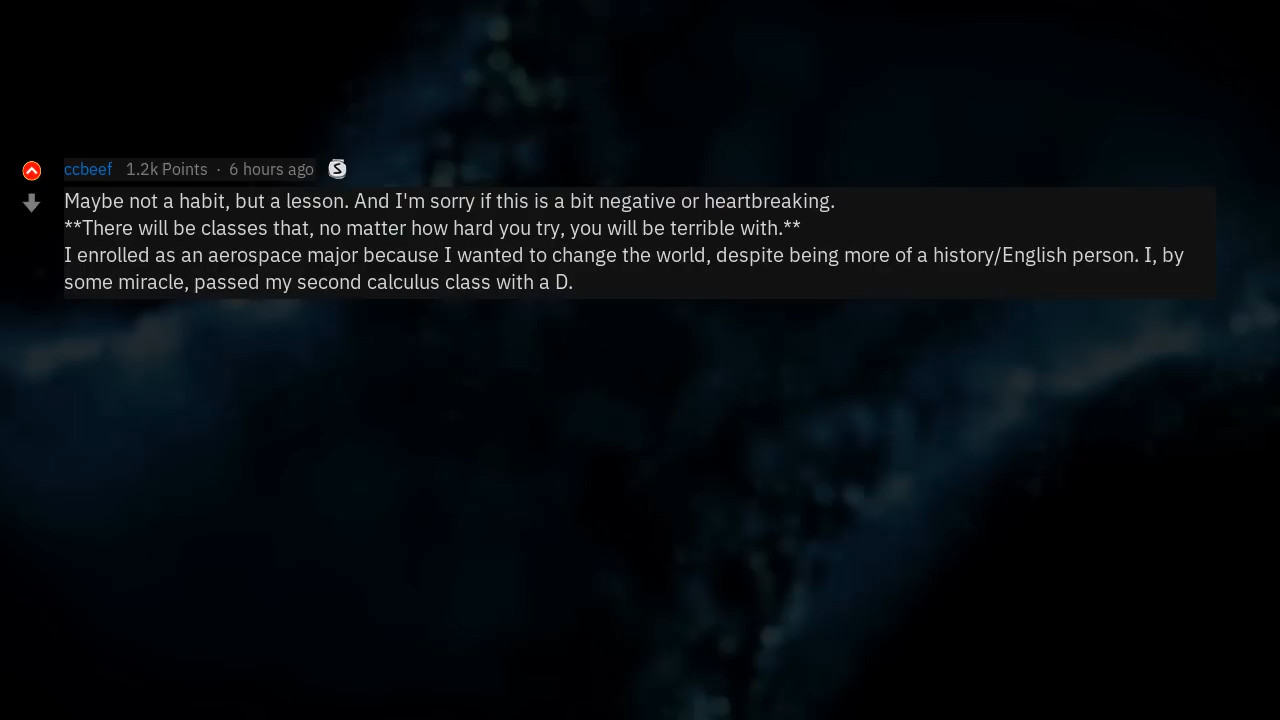 ccbeef 1.2k Points · 6 hours ago
Maybe not a habit, but a lesson. And I'm sorry if this is a bit negative or heartbreaking.
**There will be classes that, no matter how hard you try, you will be terrible with.**
I enrolled as an aerospace major because I wanted to change the world, despite being more of a history/English person. I, by
some miracle, passed my second calculus class with a D.